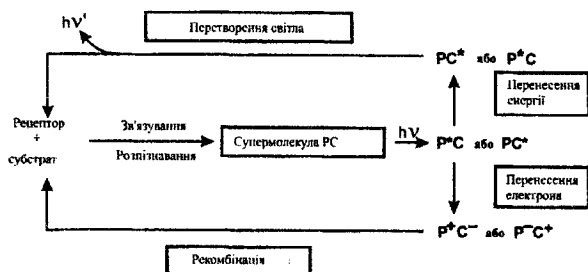 hν'
Перетворення світла
PC* або P*C
Перенесення
енергії
Рецептор
+
субстрат
Зв'язування
Розпізнавання
Супермолекула РС
hν
P*C або PC*
Перенесення
електрона
P⁺C⁻ або P⁻C⁺
Рекомбінація